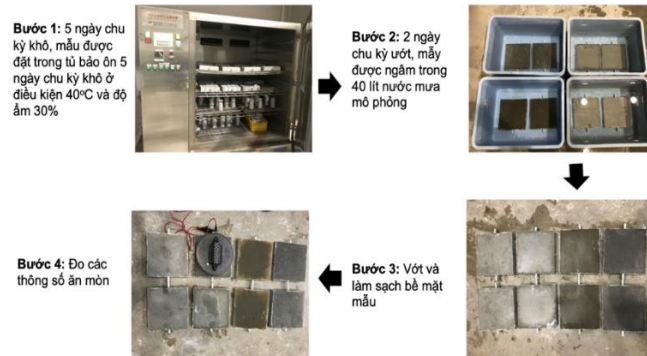 Bước 1: 5 ngày chu
kỳ khô, mẫu được
đặt trong tủ bảo ôn 5
ngày chu kỳ khô ở
điều kiện 40ºC và độ
ẩm 30%
Bước 2: 2 ngày
chu kỳ ướt, mẫy
được ngâm trong
40 lít nước mưa
mô phỏng
Bước 4: Đo các
thông số ăn mòn
Bước 3: Vớt và
làm sạch bề mặt
mẫu